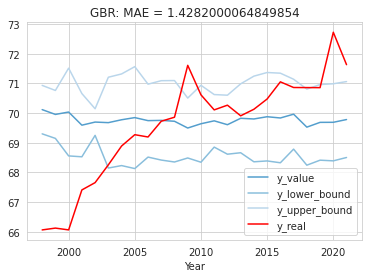 GBR: MAE = 1.4282000064849854
73
72
71
70
69
68
67
66
y_value
y_lower_bound
y_upper_bound
y_real
2000 2005 2010 2015 2020
Year